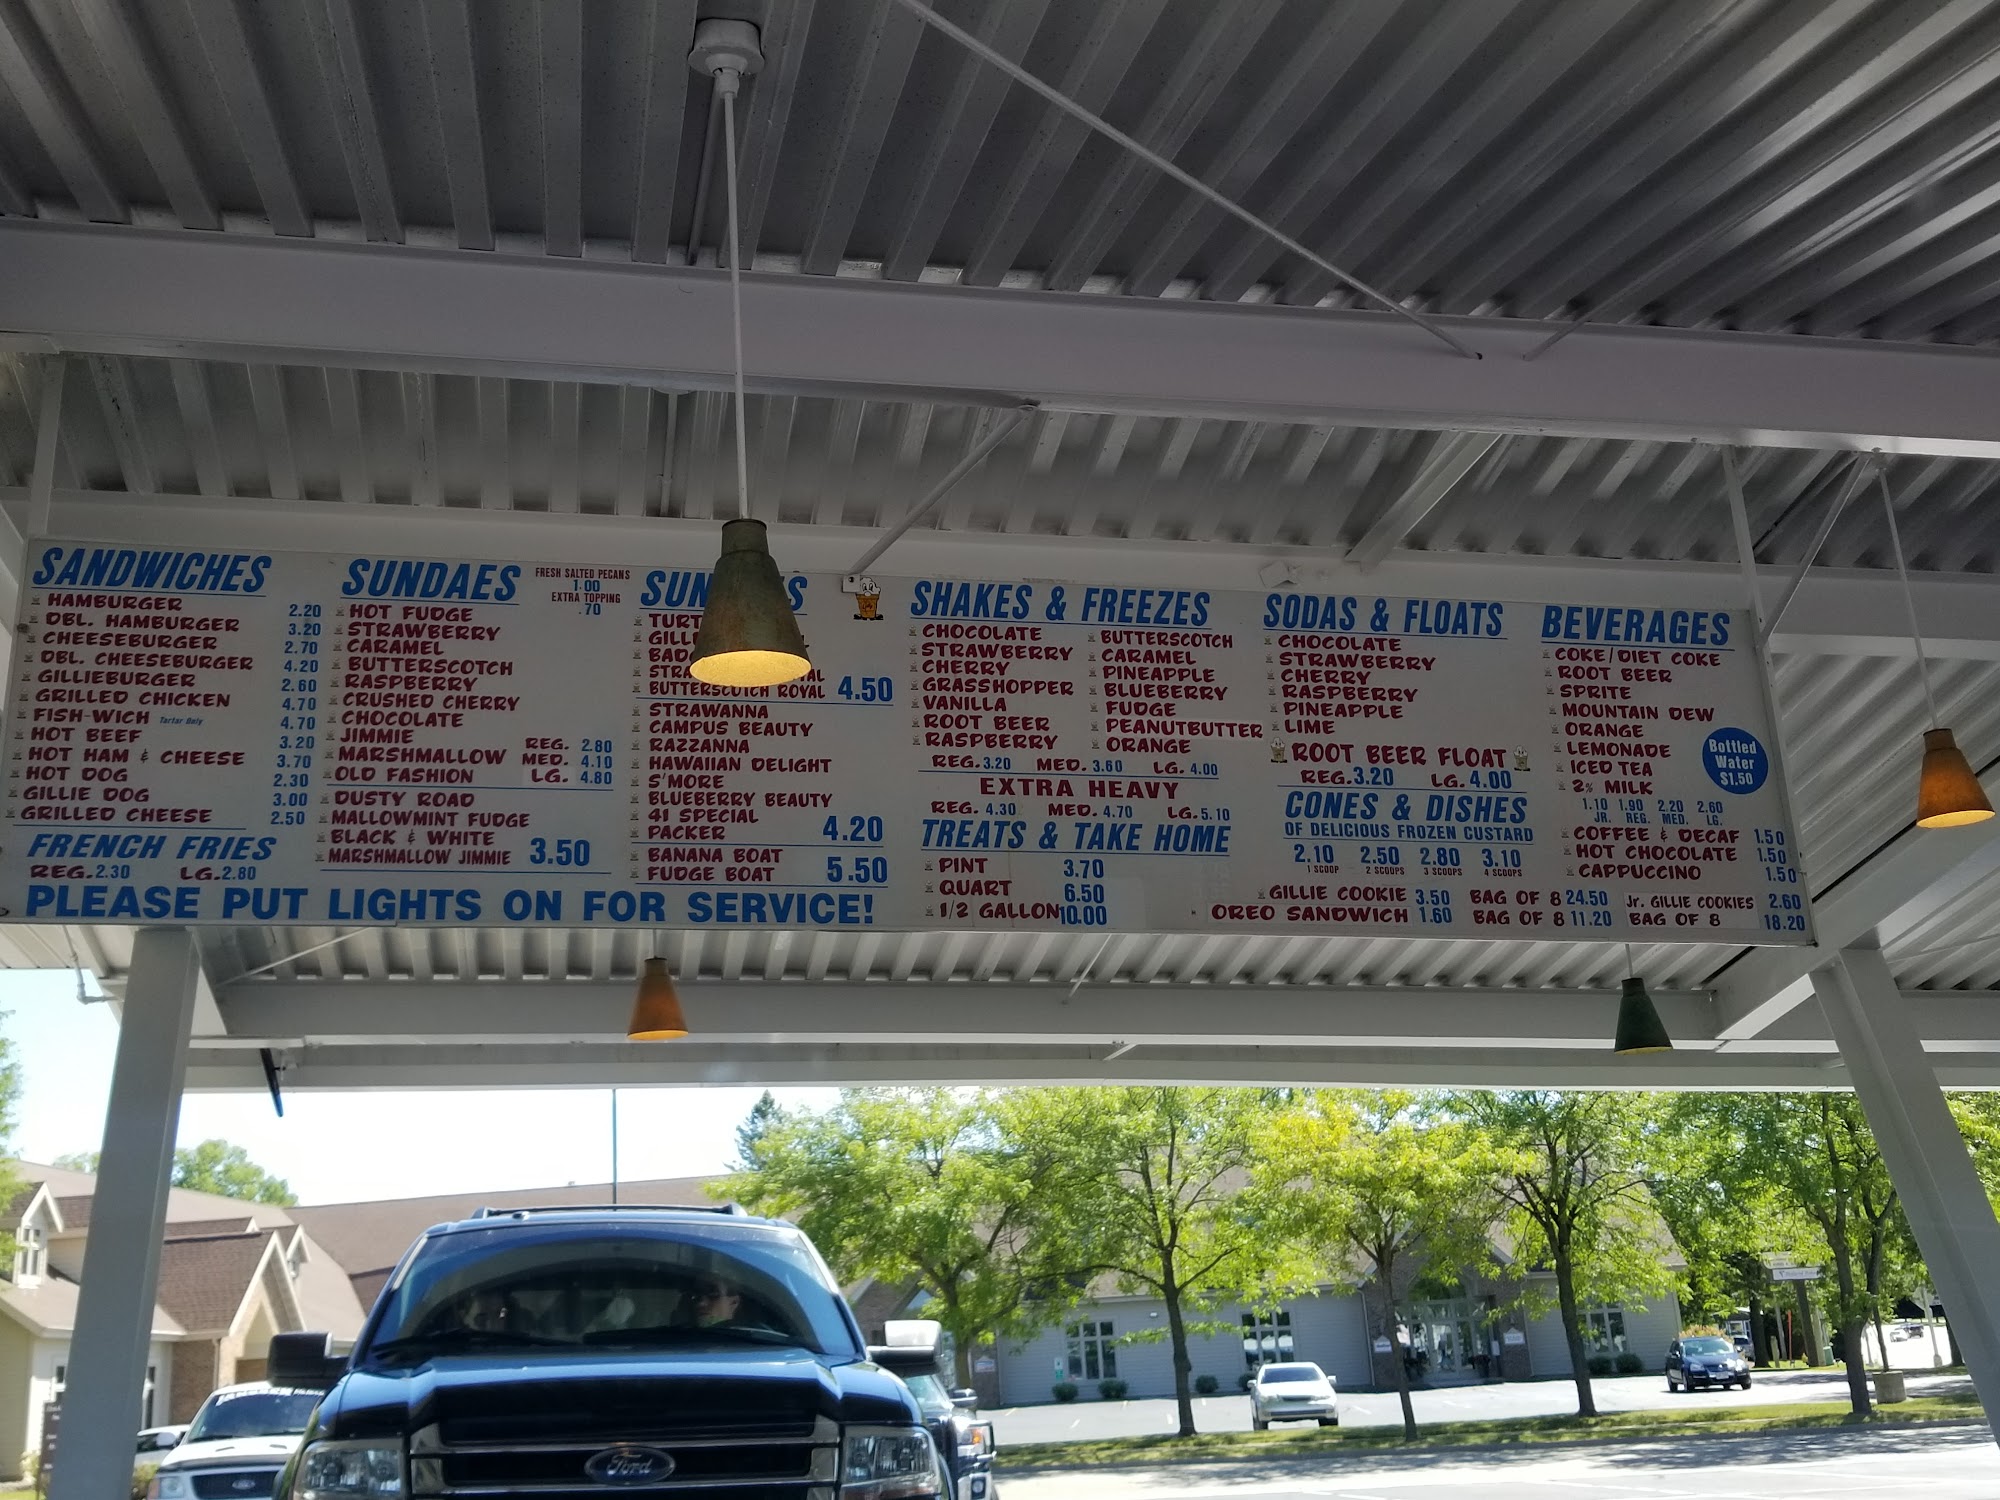 SANDWICHES
HAMBURGER 2.20
DBL. HAMBURGER 3.20
CHEESEBURGER 2.70
DBL. CHEESEBURGER 4.20
GILLIEBURGER 2.60
GRILLED CHICKEN 4.70
FISH-WICH Tartar Only 4.70
HOT BEEF 3.20
HOT HAM & CHEESE 3.70
HOT DOG 2.30
GILLIE DOG 3.00
GRILLED CHEESE 2.50
FRENCH FRIES
REG. 2.30 LG. 2.80
SUNDAES
FRESH SALTED PECANS
1.00
EXTRA TOPPING
.70
HOT FUDGE
STRAWBERRY
CARAMEL
BUTTERSCOTCH
RASPBERRY
CRUSHED CHERRY
CHOCOLATE
JIMMIE REG. 2.80
MARSHMALLOW MED. 4.10
OLD FASHION LG. 4.80
DUSTY ROAD
MALLOWMINT FUDGE
BLACK & WHITE
MARSHMALLOW JIMMIE 3.50
BUTTERSCOTCH ROYAL 4.50
STRAWANNA
CAMPUS BEAUTY
RAZZANNA
HAWAIIAN DELIGHT
S'MORE
BLUEBERRY BEAUTY
41 SPECIAL
PACKER 4.20
BANANA BOAT
FUDGE BOAT 5.50
PLEASE PUT LIGHTS ON FOR SERVICE!
SHAKES & FREEZES
CHOCOLATE
STRAWBERRY
CHERRY
GRASSHOPPER
VANILLA
ROOT BEER
RASPBERRY
BUTTERSCOTCH
CARAMEL
PINEAPPLE
BLUEBERRY
FUDGE
PEANUTBUTTER
ORANGE
REG. 3.20 MED. 3.60 LG. 4.00
EXTRA HEAVY
REG. 4.30 MED. 4.70 LG. 5.10
TREATS & TAKE HOME
PINT 3.70
QUART 6.50
1/2 GALLON 10.00
SODAS & FLOATS
CHOCOLATE
STRAWBERRY
CHERRY
RASPBERRY
PINEAPPLE
LIME
ROOT BEER FLOAT
REG. 3.20 LG. 4.00
CONES & DISHES
OF DELICIOUS FROZEN CUSTARD
2.10 2.50 2.80 3.10
1 SCOOP 2 SCOOPS 3 SCOOPS 4 SCOOPS
GILLIE COOKIE 3.50 BAG OF 8 24.50 Jr. GILLIE COOKIES 2.60
OREO SANDWICH 1.60 BAG OF 8 11.20 BAG OF 8 18.20
BEVERAGES
COKE/DIET COKE
ROOT BEER
SPRITE
MOUNTAIN DEW
ORANGE
LEMONADE
ICED TEA
2% MILK
1.10 1.90 2.20 2.60
JR. REG. MED. LG.
COFFEE & DECAF 1.50
HOT CHOCOLATE 1.50
CAPPUCCINO 1.50
Bottled
Water
$1.50
Ford